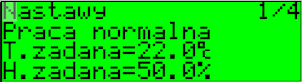 Nastawy 1/4
Praca normalna
T.zadana=22.0℃
H.zadana=50.0%